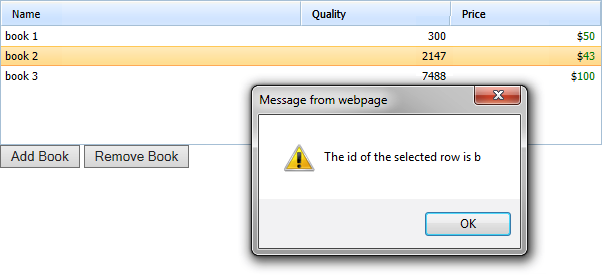 Name Quality Price
book 1 300 $50
book 2 2147 $43
book 3 7488 $100
Message from webpage
The id of the selected row is b
OK
Add Book Remove Book